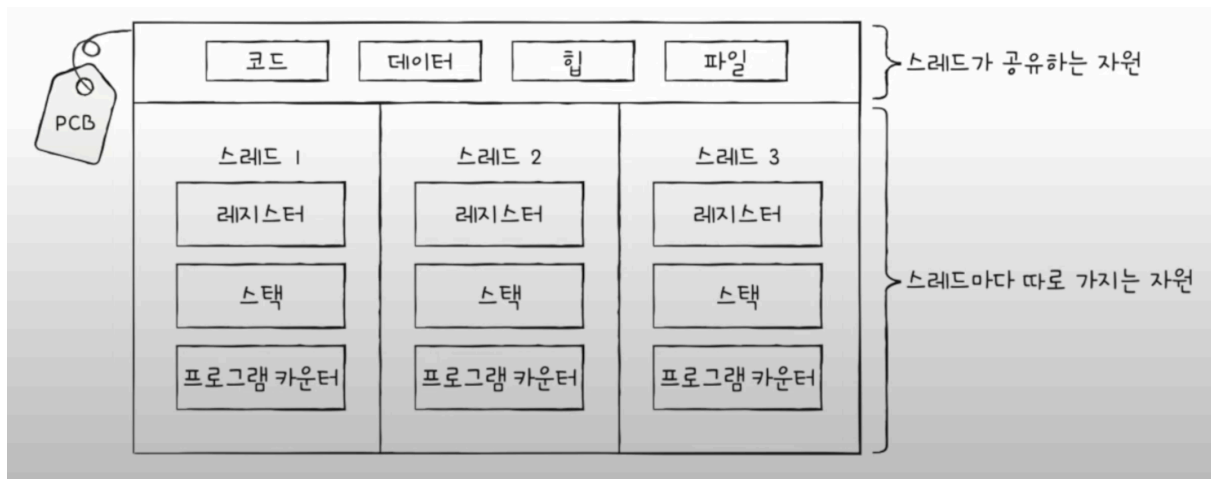 코드 데이터 힙 파일
스레드가 공유하는 자원
PCB
스레드 1 스레드 2 스레드 3
레지스터 레지스터 레지스터
스택 스택 스택
스레드마다 따로 가지는 자원
프로그램 카운터 프로그램 카운터 프로그램 카운터